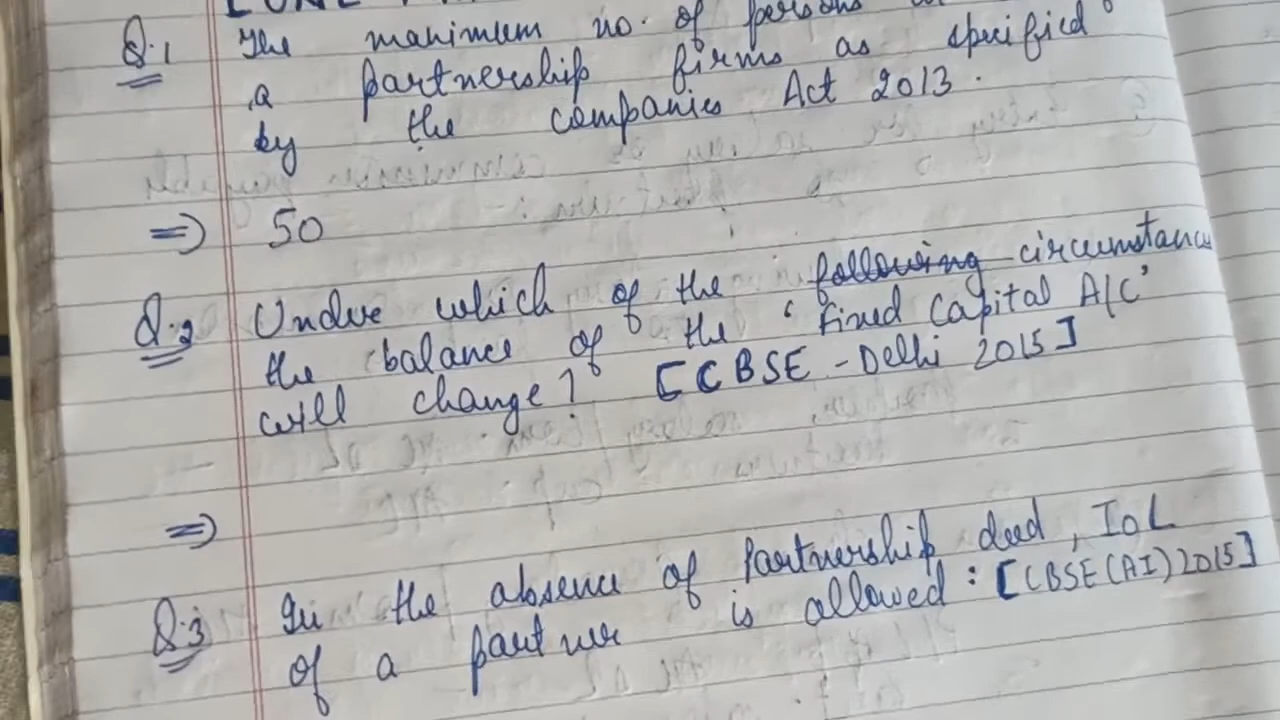 Q.1 The maximum no. of persons
a partnership firms as specified
by the companies Act 2013.
=> 50
Q.2 Under which of the following circumstance
the balance of the 'fixed capital A/C'
will change? [CBSE - Delhi 2015]
=>
Q.3 In the absence of partnership deed, IOL
of a partner is allowed : [CBSE(AI)2015]